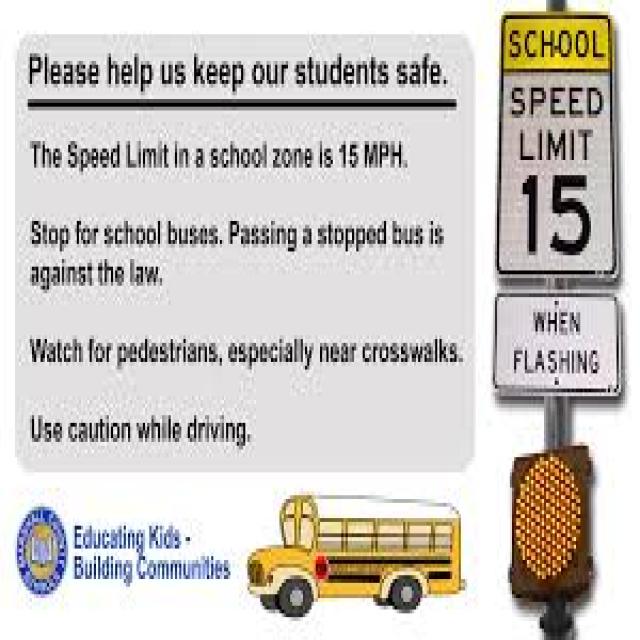 Please help us keep our students safe.
The Speed Limit in a school zone is 15 MPH.
Stop for school buses. Passing a stopped bus is
against the law.
Watch for pedestrians, especially near crosswalks.
Use caution while driving.
Educating Kids -
Building Communities
SCHOOL
SPEED
LIMIT
15
WHEN
FLASHING